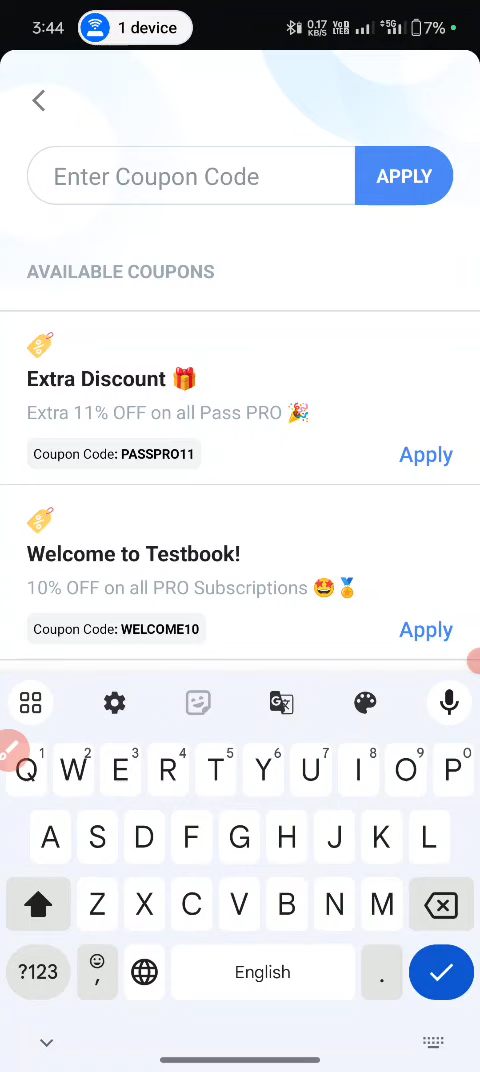 3:44 1 device 0.17 KB/S VoD LTEB 5G 7%
Enter Coupon Code APPLY
AVAILABLE COUPONS
Extra Discount 🎁
Extra 11% OFF on all Pass PRO 🎉
Coupon Code: PASSPRO11 Apply
Welcome to Testbook!
10% OFF on all PRO Subscriptions 🤩🏅
Coupon Code: WELCOME10 Apply
1 2 3 4 5 6 7 8 9 0
Q W E R T Y U I O P
A S D F G H J K L
Z X C V B N M
?123 , English .